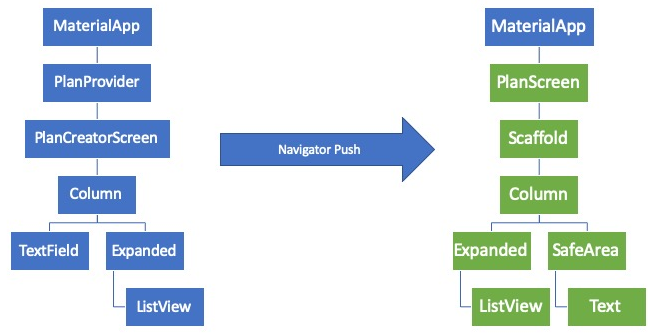 MaterialApp
PlanProvider
PlanCreatorScreen
Column
TextField
Expanded
ListView
Navigator Push
MaterialApp
PlanScreen
Scaffold
Column
Expanded
SafeArea
ListView
Text